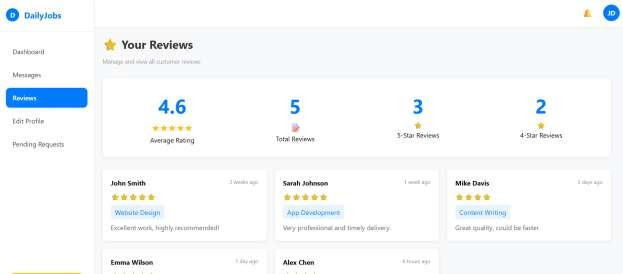 D DailyJobs
JD
Dashboard
Messages
Reviews
Edit Profile
Pending Requests
Your Reviews
Manage and view all customer reviews
4.6
Average Rating
5
Total Reviews
3
5-Star Reviews
2
4-Star Reviews
John Smith
2 weeks ago
Website Design
Excellent work, highly recommended!
Sarah Johnson
1 week ago
App Development
Very professional and timely delivery.
Mike Davis
3 days ago
Content Writing
Great quality, could be faster.
Emma Wilson
1 day ago
Alex Chen
6 hours ago